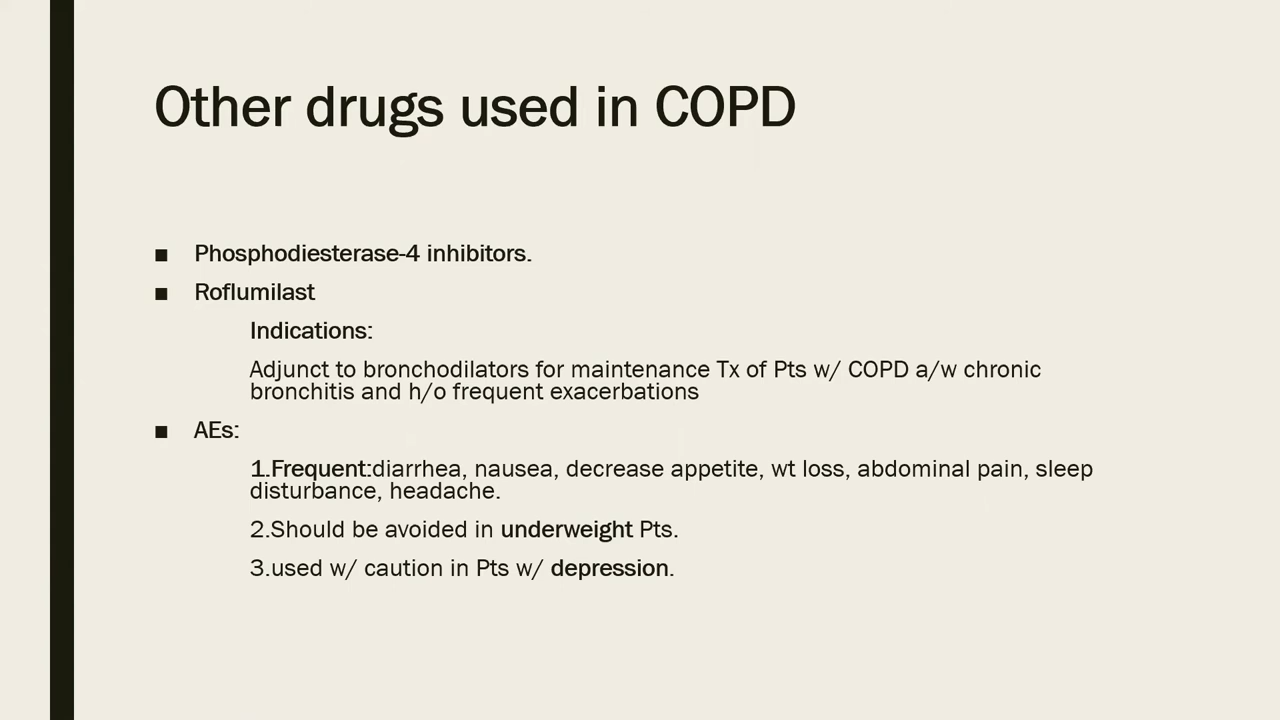 Other drugs used in COPD
■ Phosphodiesterase-4 inhibitors.
■ Roflumilast
Indications:
Adjunct to bronchodilators for maintenance Tx of Pts w/ COPD a/w chronic
bronchitis and h/o frequent exacerbations
■ AEs:
1.Frequent:diarrhea, nausea, decrease appetite, wt loss, abdominal pain, sleep
disturbance, headache.
2.Should be avoided in underweight Pts.
3.used w/ caution in Pts w/ depression.